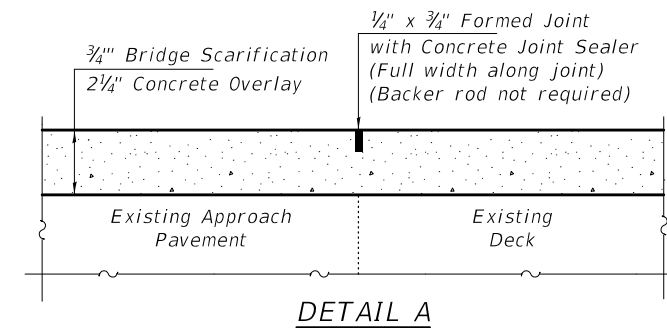 ¾''' Bridge Scarification
2¼" Concrete Overlay
¼" x ¾" Formed Joint
with Concrete Joint Sealer
(Full width along joint)
(Backer rod not required)
Existing Approach
Pavement
Existing
Deck
DETAIL A